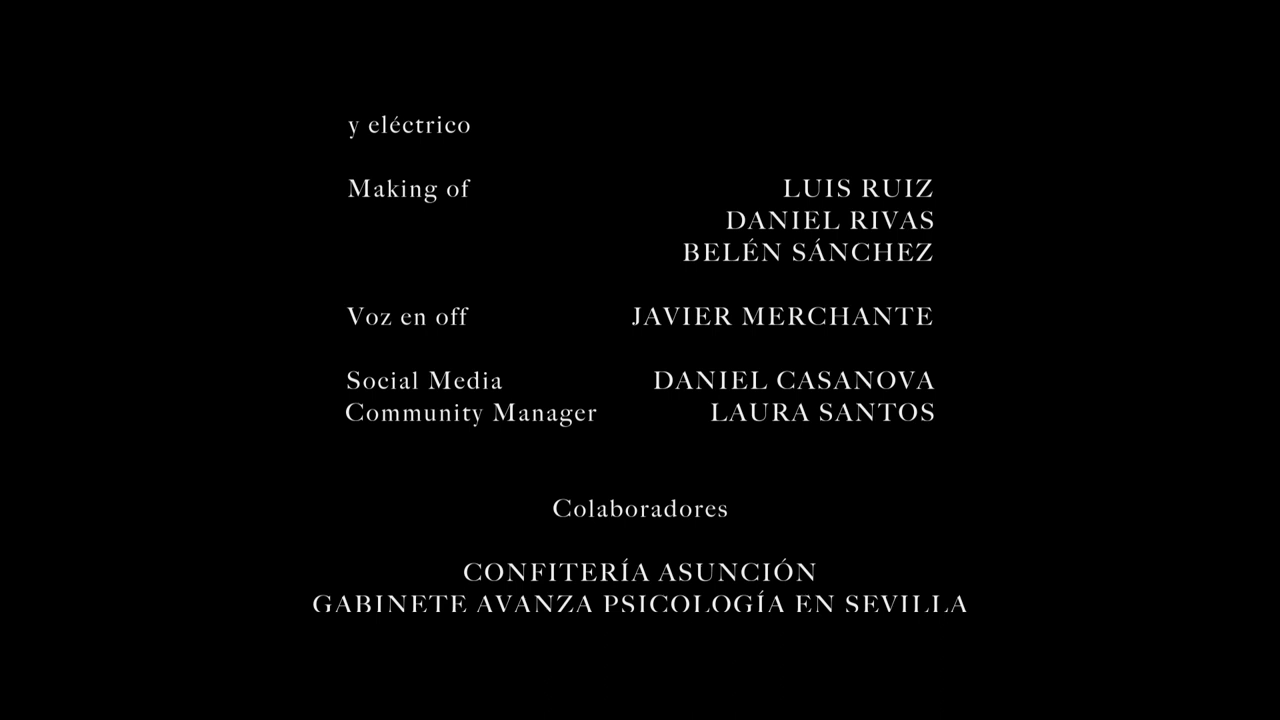 y eléctrico
Making of LUIS RUIZ
DANIEL RIVAS
BELÉN SÁNCHEZ
Voz en off JAVIER MERCHANTE
Social Media DANIEL CASANOVA
Community Manager LAURA SANTOS
Colaboradores
CONFITERÍA ASUNCIÓN
GABINETE AVANZA PSICOLOGÍA EN SEVILLA